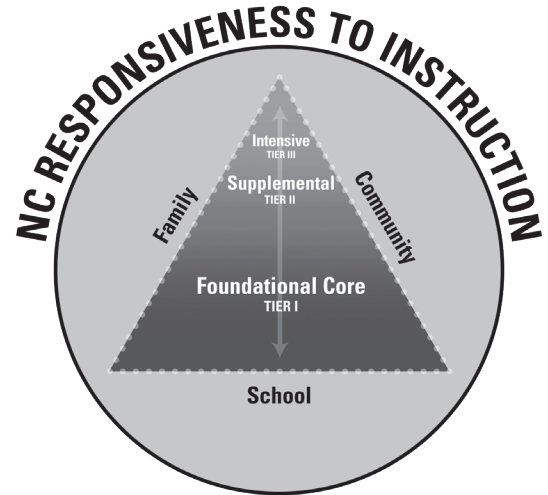 NC RESPONSIVENESS TO INSTRUCTION
Intensive
TIER III
Supplemental
TIER II
Family
Community
Foundational Core
TIER I
School